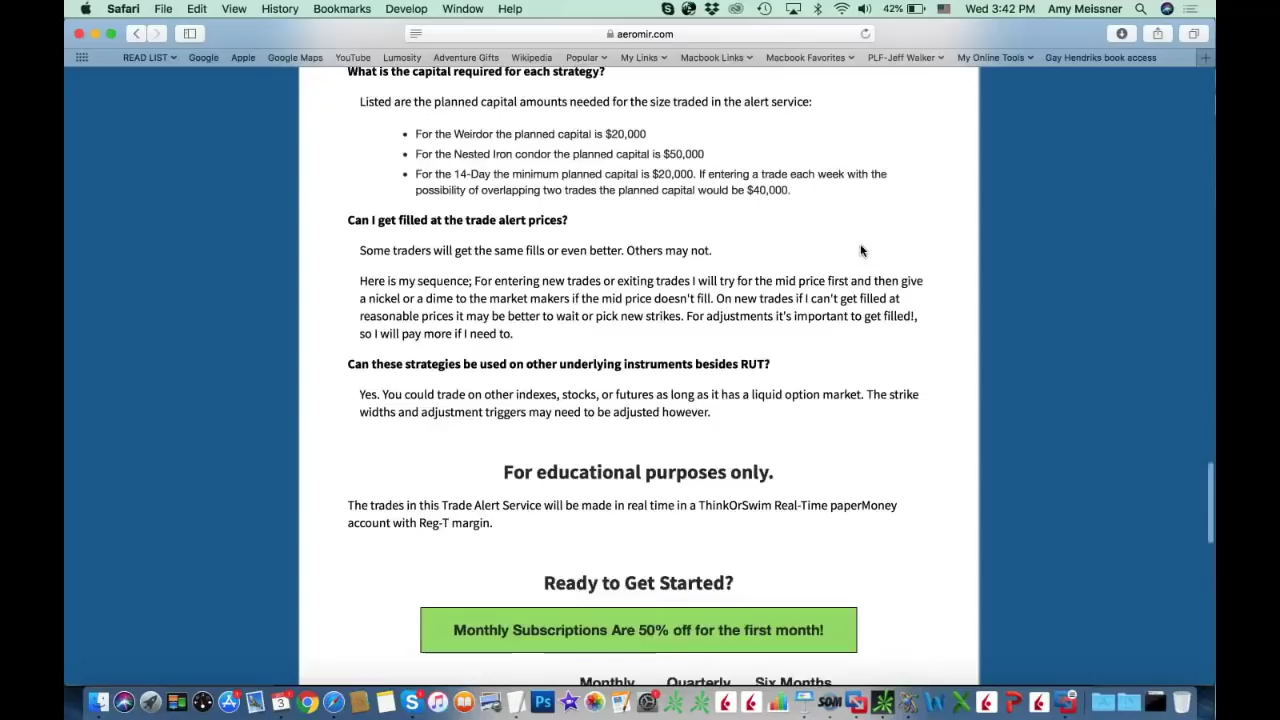 Safari File Edit View History Bookmarks Develop Window Help 42% Wed 3:42 PM Amy Meissner
aeromir.com
READ LIST Google Apple Google Maps YouTube Lumosity Adventure Gifts Wikipedia Popular My Links Macbook Links Macbook Favorites PLF-Jeff Walker My Online Tools Gay Hendriks book access
What is the capital required for each strategy?
Listed are the planned capital amounts needed for the size traded in the alert service:
• For the Weirdor the planned capital is $20,000
• For the Nested Iron condor the planned capital is $50,000
• For the 14-Day the minimum planned capital is $20,000. If entering a trade each week with the
possibility of overlapping two trades the planned capital would be $40,000.
Can I get filled at the trade alert prices?
Some traders will get the same fills or even better. Others may not.
Here is my sequence; For entering new trades or exiting trades I will try for the mid price first and then give
a nickel or a dime to the market makers if the mid price doesn't fill. On new trades if I can't get filled at
reasonable prices it may be better to wait or pick new strikes. For adjustments it's important to get filled!,
so I will pay more if I need to.
Can these strategies be used on other underlying instruments besides RUT?
Yes. You could trade on other indexes, stocks, or futures as long as it has a liquid option market. The strike
widths and adjustment triggers may need to be adjusted however.
For educational purposes only.
The trades in this Trade Alert Service will be made in real time in a ThinkOrSwim Real-Time paperMoney
account with Reg-T margin.
Ready to Get Started?
Monthly Subscriptions Are 50% off for the first month!
Monthly Quarterly Six Months
3 Ps SDM